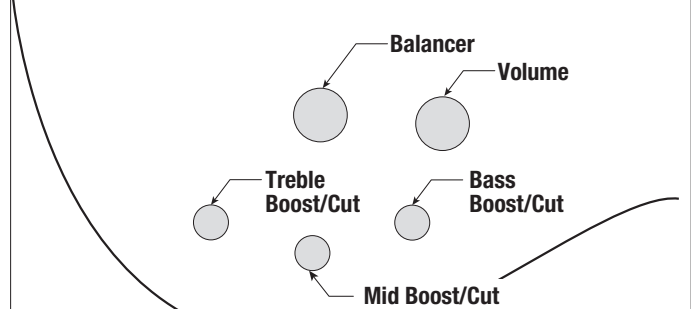 Balancer
Volume
Treble
Boost/Cut
Bass
Boost/Cut
Mid Boost/Cut